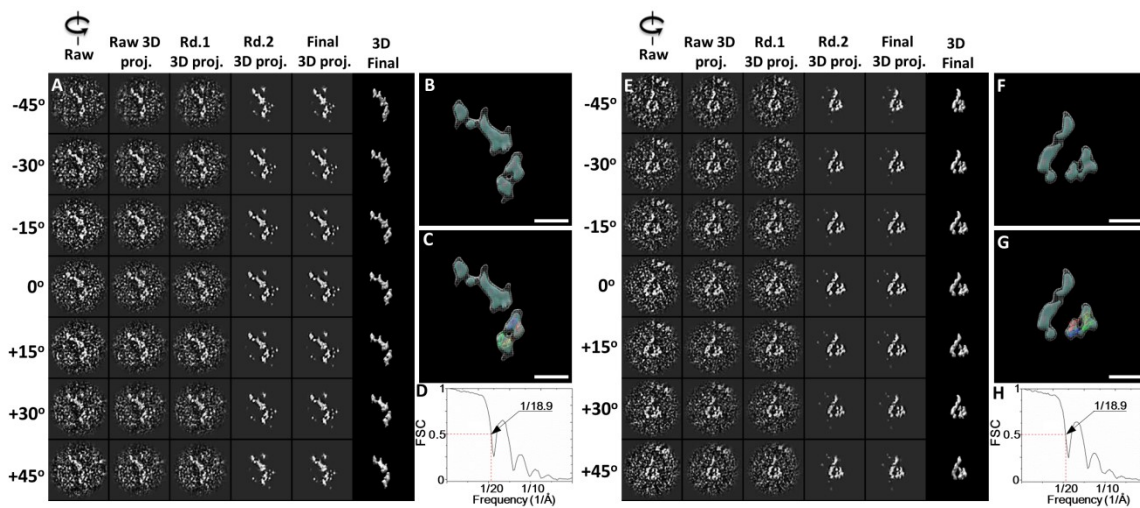 Raw
Raw 3D
proj.
Rd.1
3D proj.
Rd.2
3D proj.
Final
3D proj.
3D
Final
A
-45º
-30º
-15º
0º
+15º
+30º
+45º
B
C
D
1
0.5
0
FSC
1/18.9
1/20
1/10
Frequency (1/Å)
Raw
Raw 3D
proj.
Rd.1
3D proj.
Rd.2
3D proj.
Final
3D proj.
3D
Final
E
-45º
-30º
-15º
0º
+15º
+30º
+45º
F
G
H
1
0.5
0
FSC
1/18.9
1/20
1/10
Frequency (1/Å)